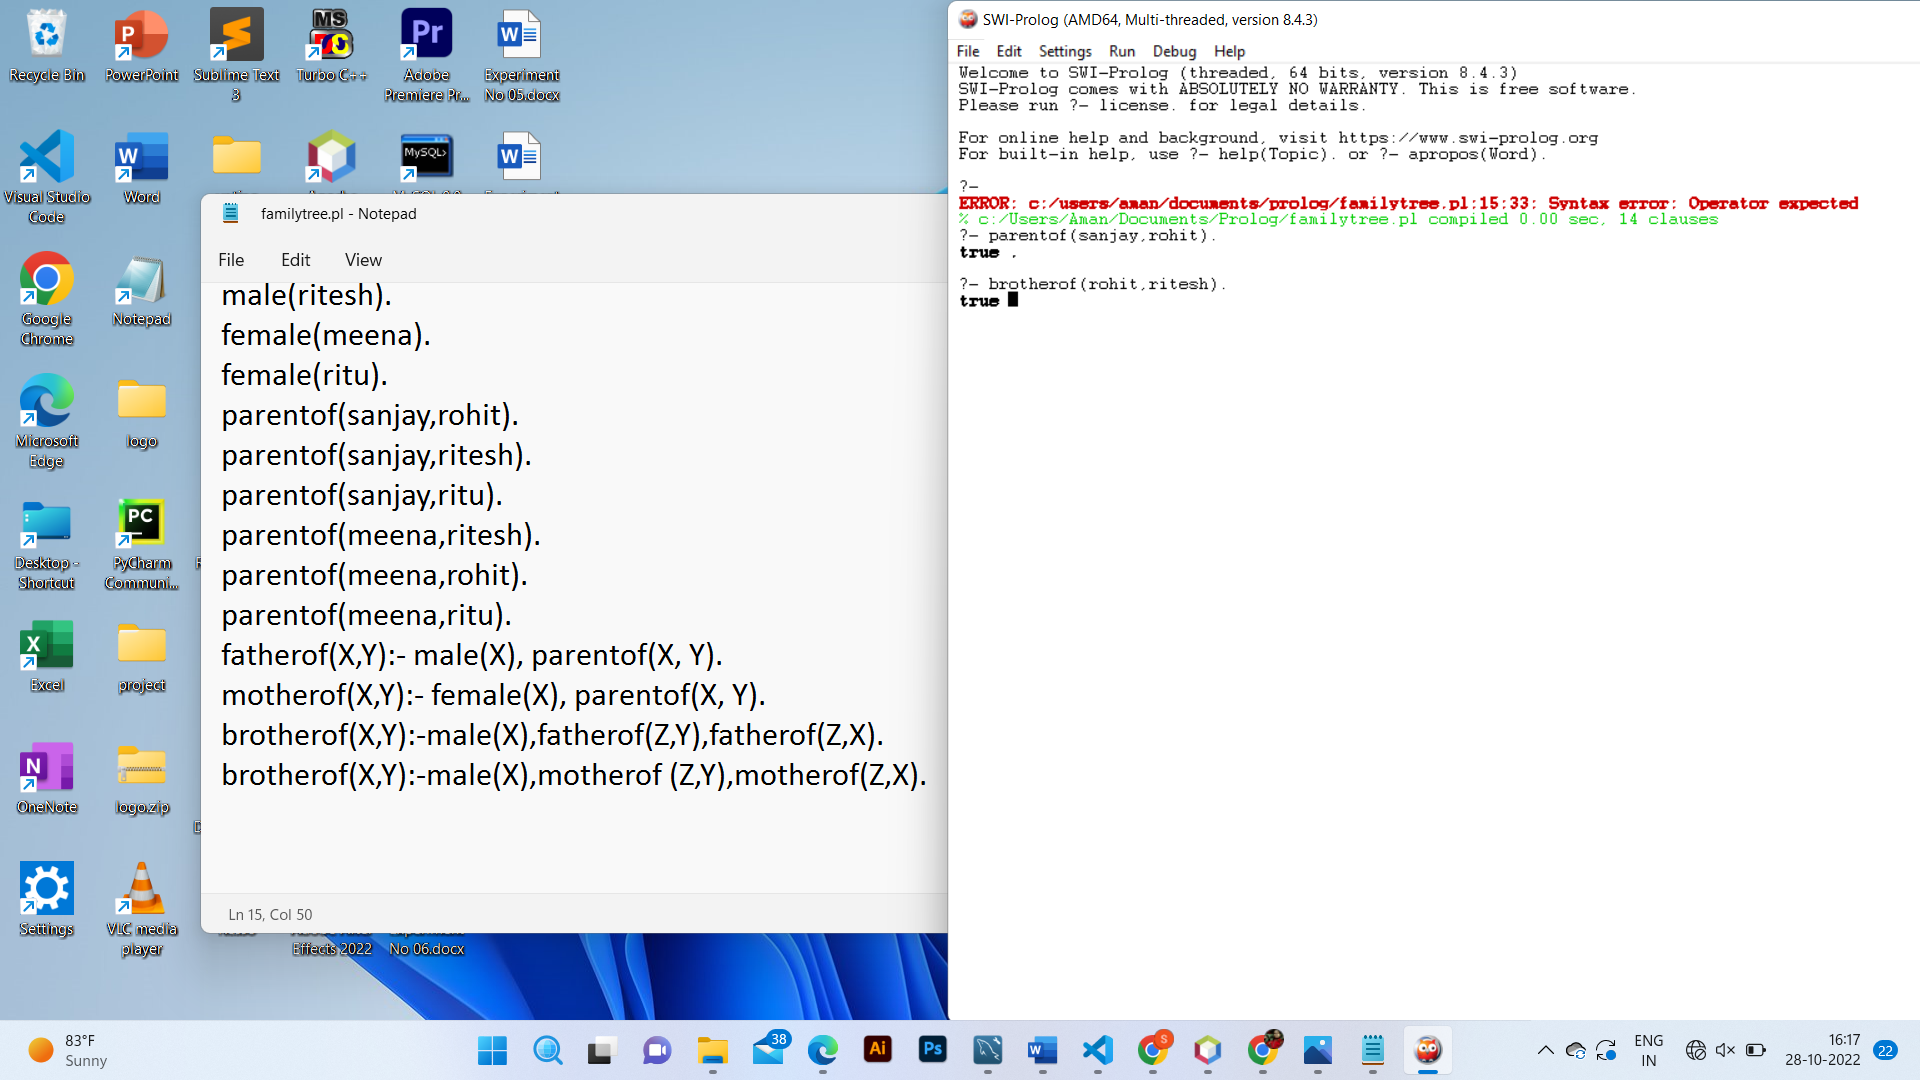 Recycle Bin
PowerPoint
Sublime Text
3
Turbo C++
Adobe
Premiere Pr...
Experiment
No 05.docx
Visual Studio
Code
Word
Google
Chrome
Notepad
Microsoft
Edge
logo
Desktop -
Shortcut
PyCharm
Communi...
Excel
project
OneNote
logo.zip
Settings
VLC media
player
Effects 2022
No 06.docx
familytree.pl - Notepad
File Edit View
male(ritesh).
female(meena).
female(ritu).
parentof(sanjay,rohit).
parentof(sanjay,ritesh).
parentof(sanjay,ritu).
parentof(meena,ritesh).
parentof(meena,rohit).
parentof(meena,ritu).
fatherof(X,Y):- male(X), parentof(X, Y).
motherof(X,Y):- female(X), parentof(X, Y).
brotherof(X,Y):-male(X),fatherof(Z,Y),fatherof(Z,X).
brotherof(X,Y):-male(X),motherof (Z,Y),motherof(Z,X).
Ln 15, Col 50
SWI-Prolog (AMD64, Multi-threaded, version 8.4.3)
File Edit Settings Run Debug Help
Welcome to SWI-Prolog (threaded, 64 bits, version 8.4.3)
SWI-Prolog comes with ABSOLUTELY NO WARRANTY. This is free software.
Please run ?- license. for legal details.
For online help and background, visit https://www.swi-prolog.org
For built-in help, use ?- help(Topic). or ?- apropos(Word).
?-
ERROR: c:/users/aman/documents/prolog/familytree.pl:15:33: Syntax error: Operator expected
% c:/Users/Aman/Documents/Prolog/familytree.pl compiled 0.00 sec, 14 clauses
?- parentof(sanjay,rohit).
true .
?- brotherof(rohit,ritesh).
true
83°F
Sunny
38
ENG
IN
16:17
28-10-2022
22